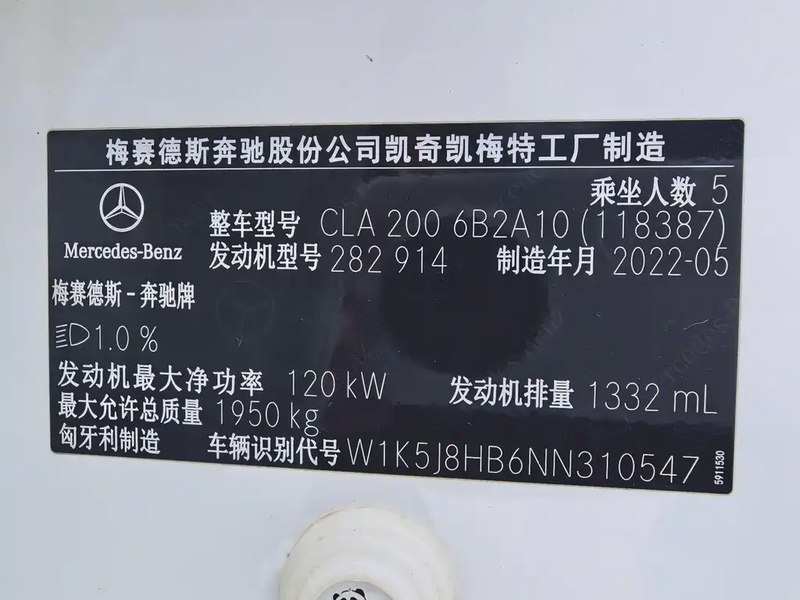 梅赛德斯奔驰股份公司凯奇凯梅特工厂制造
乘坐人数 5
整车型号 CLA 200 6B2A10 (118387)
Mercedes-Benz
发动机型号 282 914 制造年月 2022-05
梅赛德斯-奔驰牌
1.0 %
发动机最大净功率 120 kW 发动机排量 1332 mL
最大允许总质量 1950 kg
匈牙利制造 车辆识别代号 W1K5J8HB6NN310547
5911530